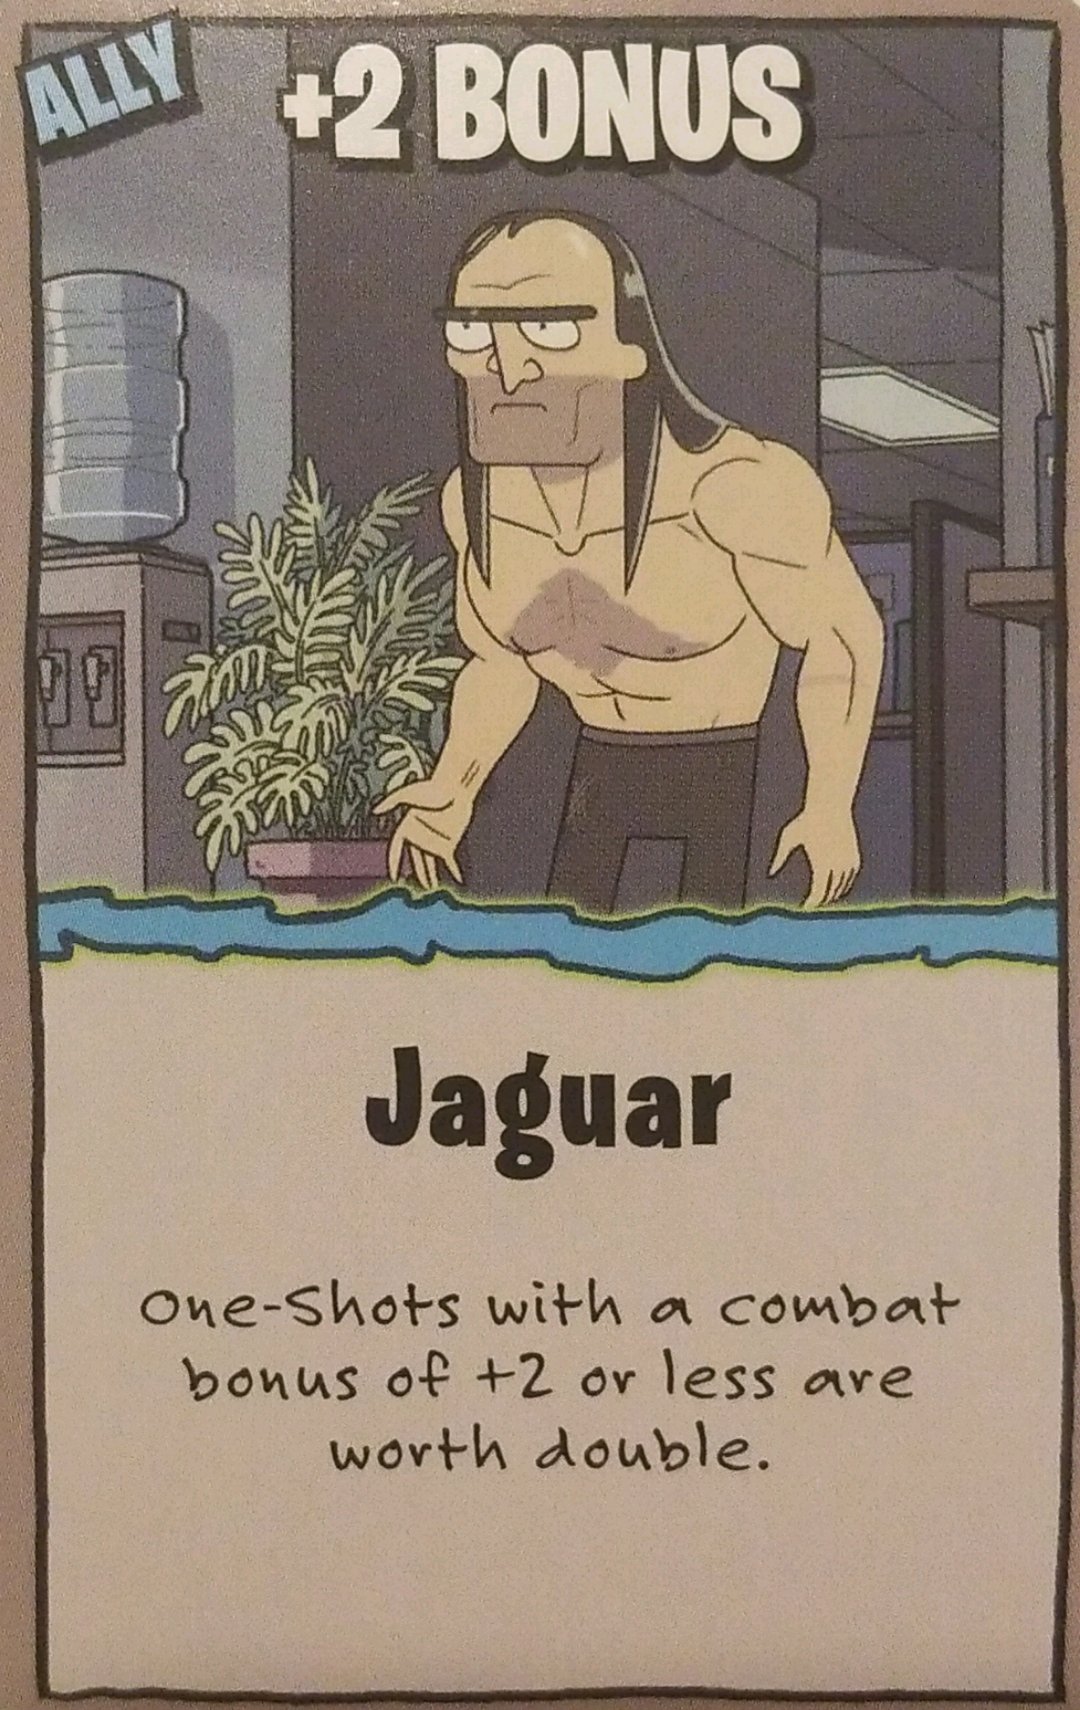 ALLY
+2 BONUS
Jaguar
One-Shots with a combat
bonus of +2 or less are
worth double.